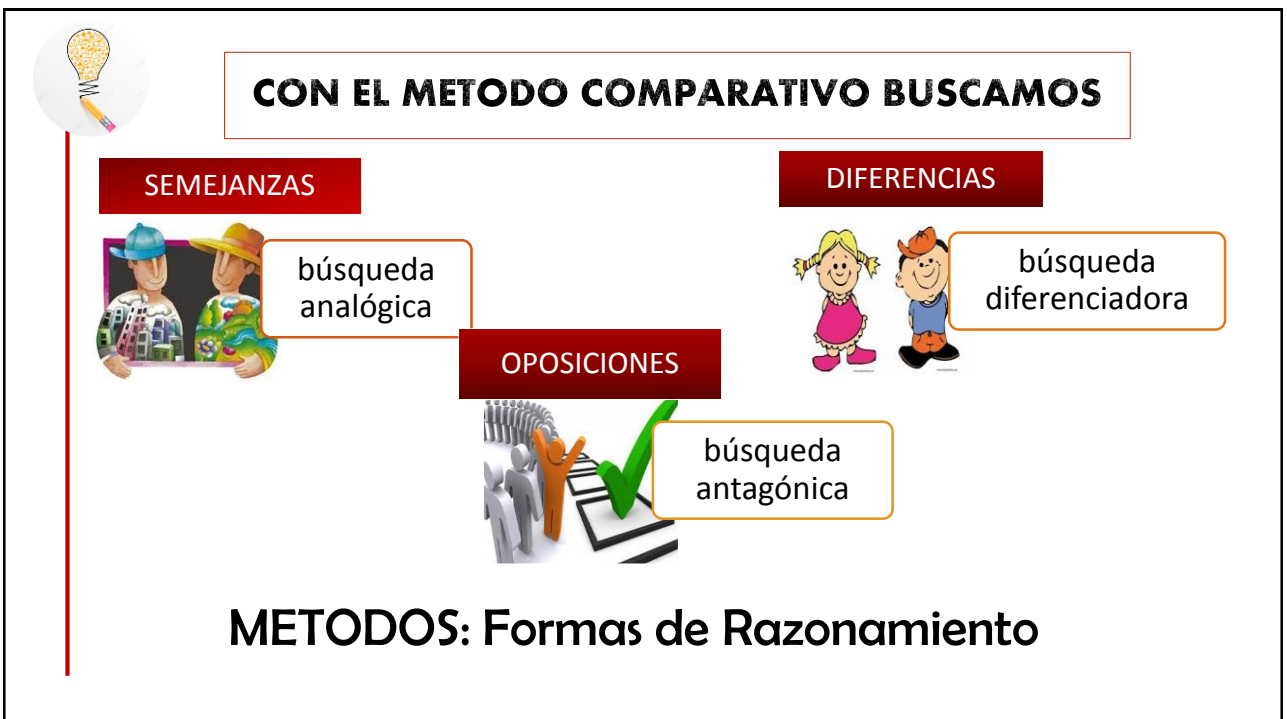 CON EL METODO COMPARATIVO BUSCAMOS
SEMEJANZAS
búsqueda
analógica
DIFERENCIAS
búsqueda
diferenciadora
OPOSICIONES
búsqueda
antagónica
METODOS: Formas de Razonamiento